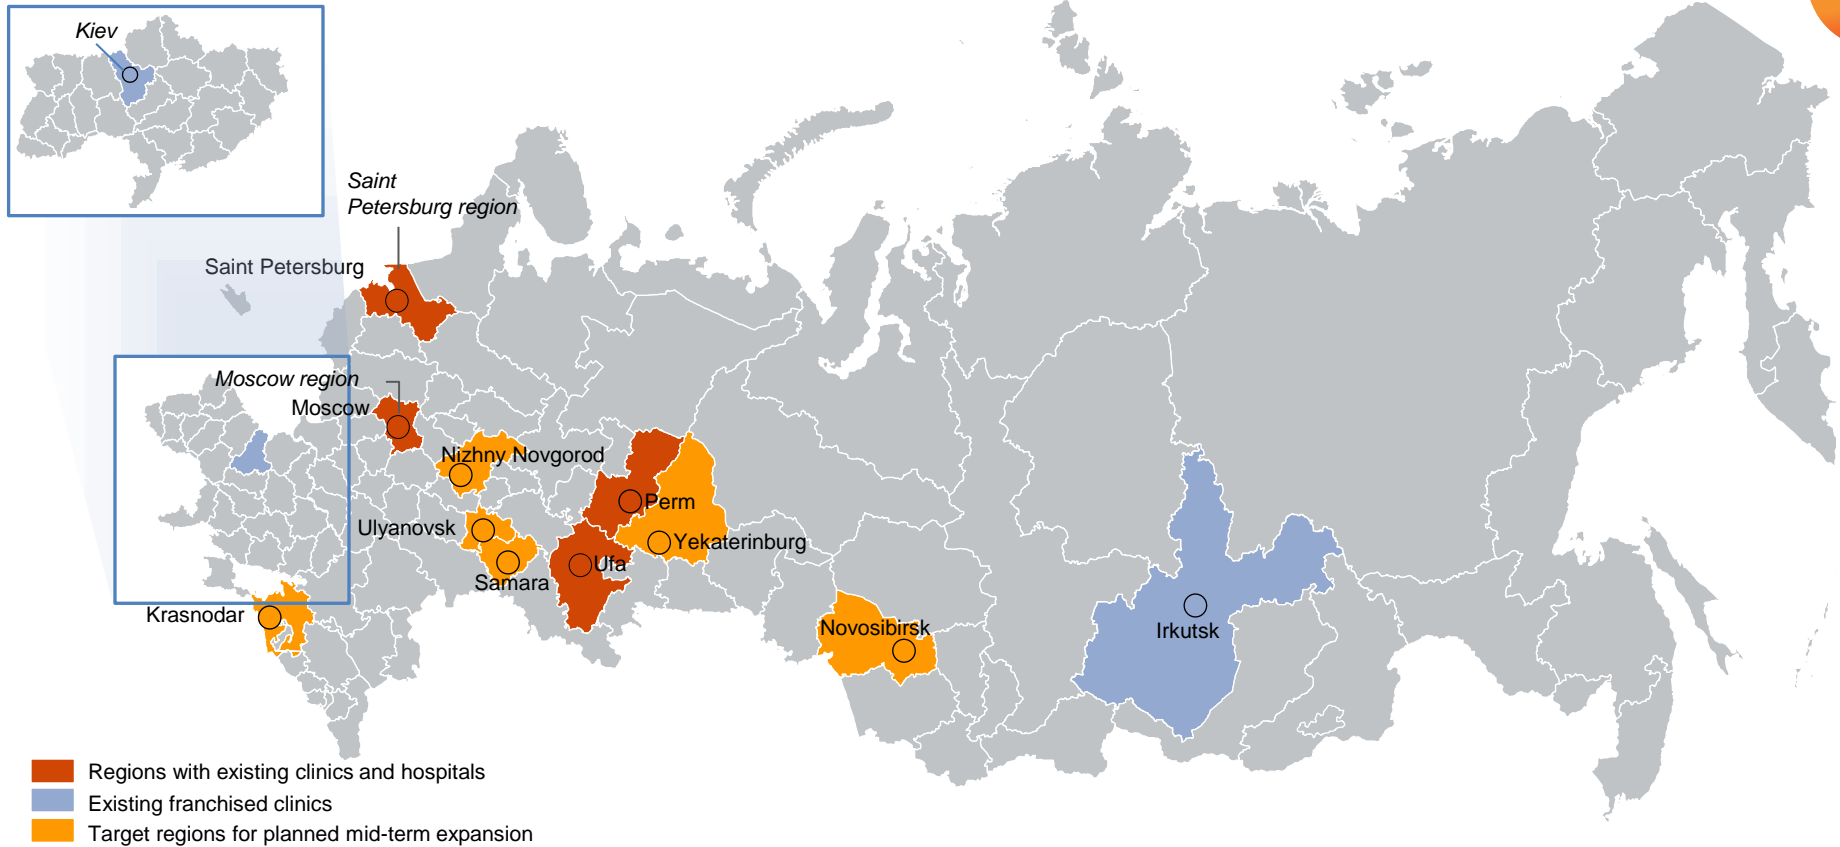 Kiev
Saint
Petersburg region
Saint Petersburg
Moscow region
Moscow
Nizhny Novgorod
Perm
Ulyanovsk
Yekaterinburg
Ufa
Samara
Krasnodar
Novosibirsk
Irkutsk
Regions with existing clinics and hospitals
Existing franchised clinics
Target regions for planned mid-term expansion